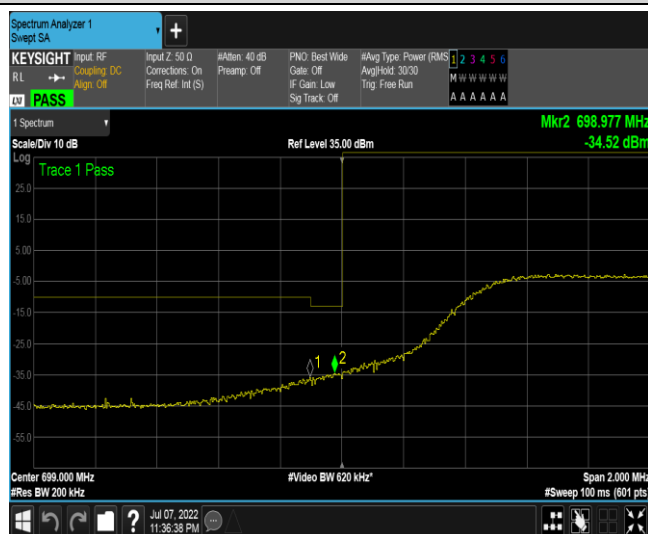 Spectrum Analyzer 1
Swept SA
KEYSIGHT Input: RF Input Z: 50 Ω #Atten: 40 dB PNO: Best Wide #Avg Type: Power (RMS 1 2 3 4 5 6
RL Coupling: DC Corrections: On Preamp: Off Gate: Off Avg|Hold: 30/30 M W W W W W
Align: Off Freq Ref: Int (S) IF Gain: Low Trig: Free Run
LXI PASS Sig Track: Off A A A A A A
1 Spectrum Mkr2 698.977 MHz
Scale/Div 10 dB Ref Level 35.00 dBm -34.52 dBm
Log
Trace 1 Pass
25.0
15.0
5.00
-5.00
-15.0
-25.0
1 2
-35.0
-45.0
-55.0
Center 699.000 MHz #Video BW 620 kHz* Span 2.000 MHz
#Res BW 200 kHz #Sweep 100 ms (601 pts)
? Jul 07, 2022
11:36:38 PM